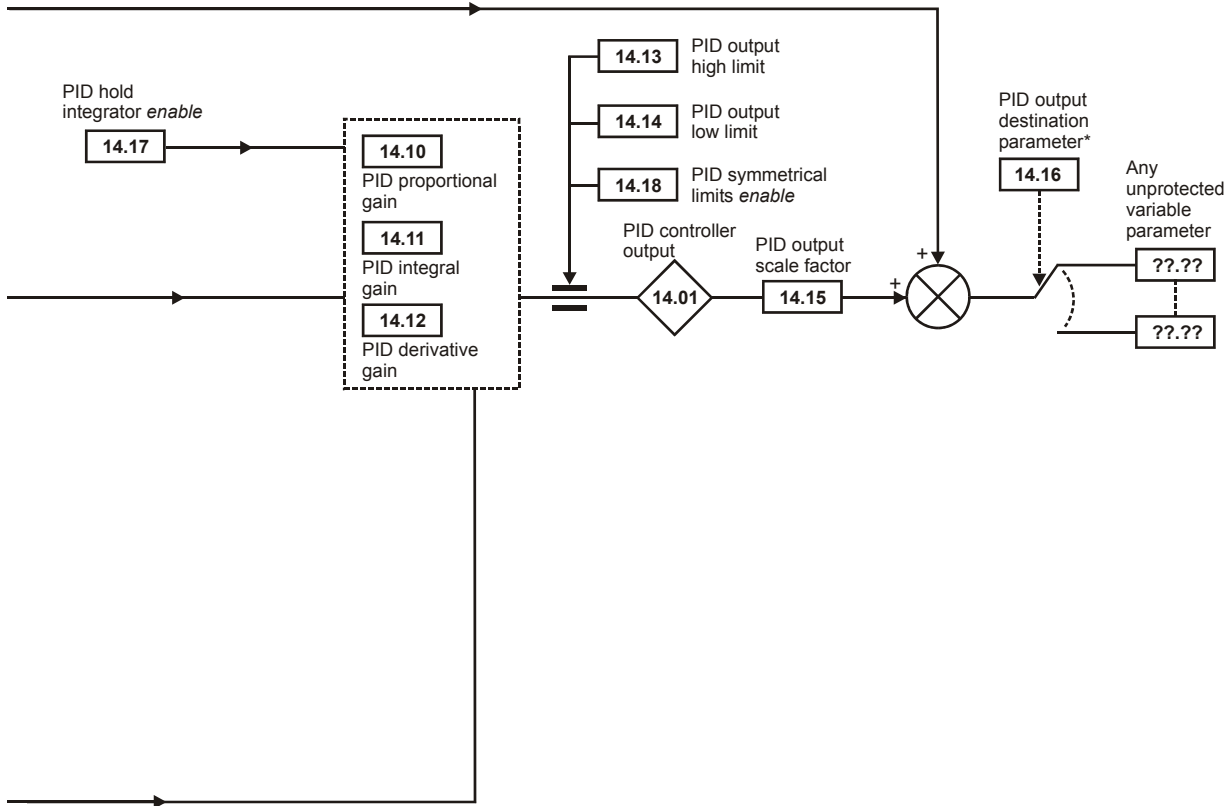 14.13
PID output
high limit
PID hold
integrator enable
14.17
14.14
PID output
low limit
14.18
PID symmetrical
limits enable
14.10
PID proportional
gain
14.11
PID integral
gain
14.12
PID derivative
gain
PID controller
output
14.01
PID output
scale factor
14.15
+
+
PID output
destination
parameter*
14.16
Any
unprotected
variable
parameter
??.??
??.??